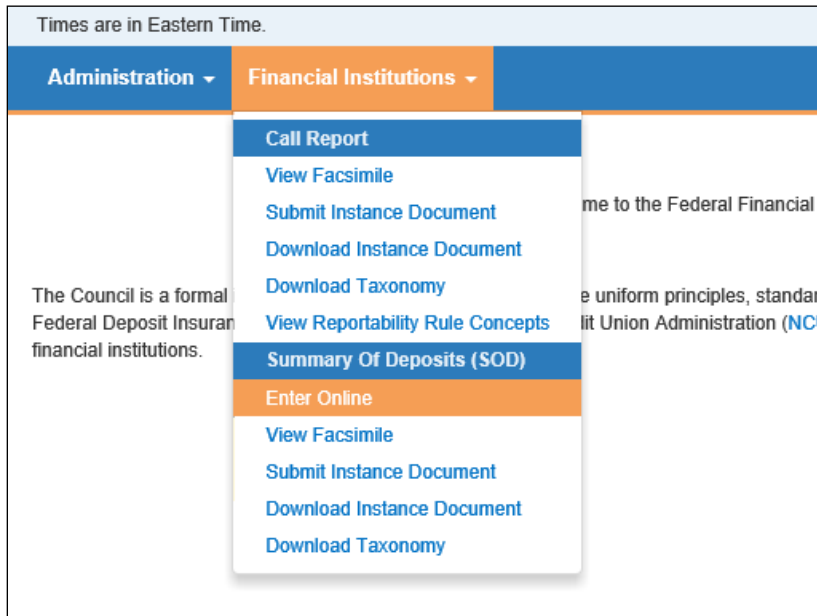 Times are in Eastern Time.
Administration Financial Institutions
Call Report
View Facsimile
Submit Instance Document
me to the Federal Financial
Download Instance Document
Download Taxonomy
The Council is a formal e uniform principles, standar
View Reportability Rule Concepts
Federal Deposit Insuran dit Union Administration (NCU
financial institutions.
Summary Of Deposits (SOD)
Enter Online
View Facsimile
Submit Instance Document
Download Instance Document
Download Taxonomy